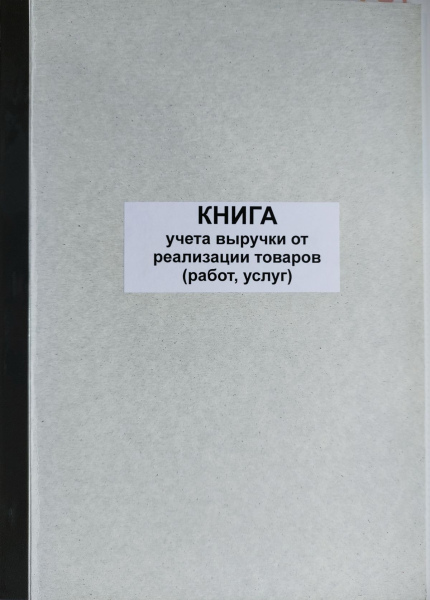 КНИГА
учета выручки от
реализации товаров
(работ, услуг)